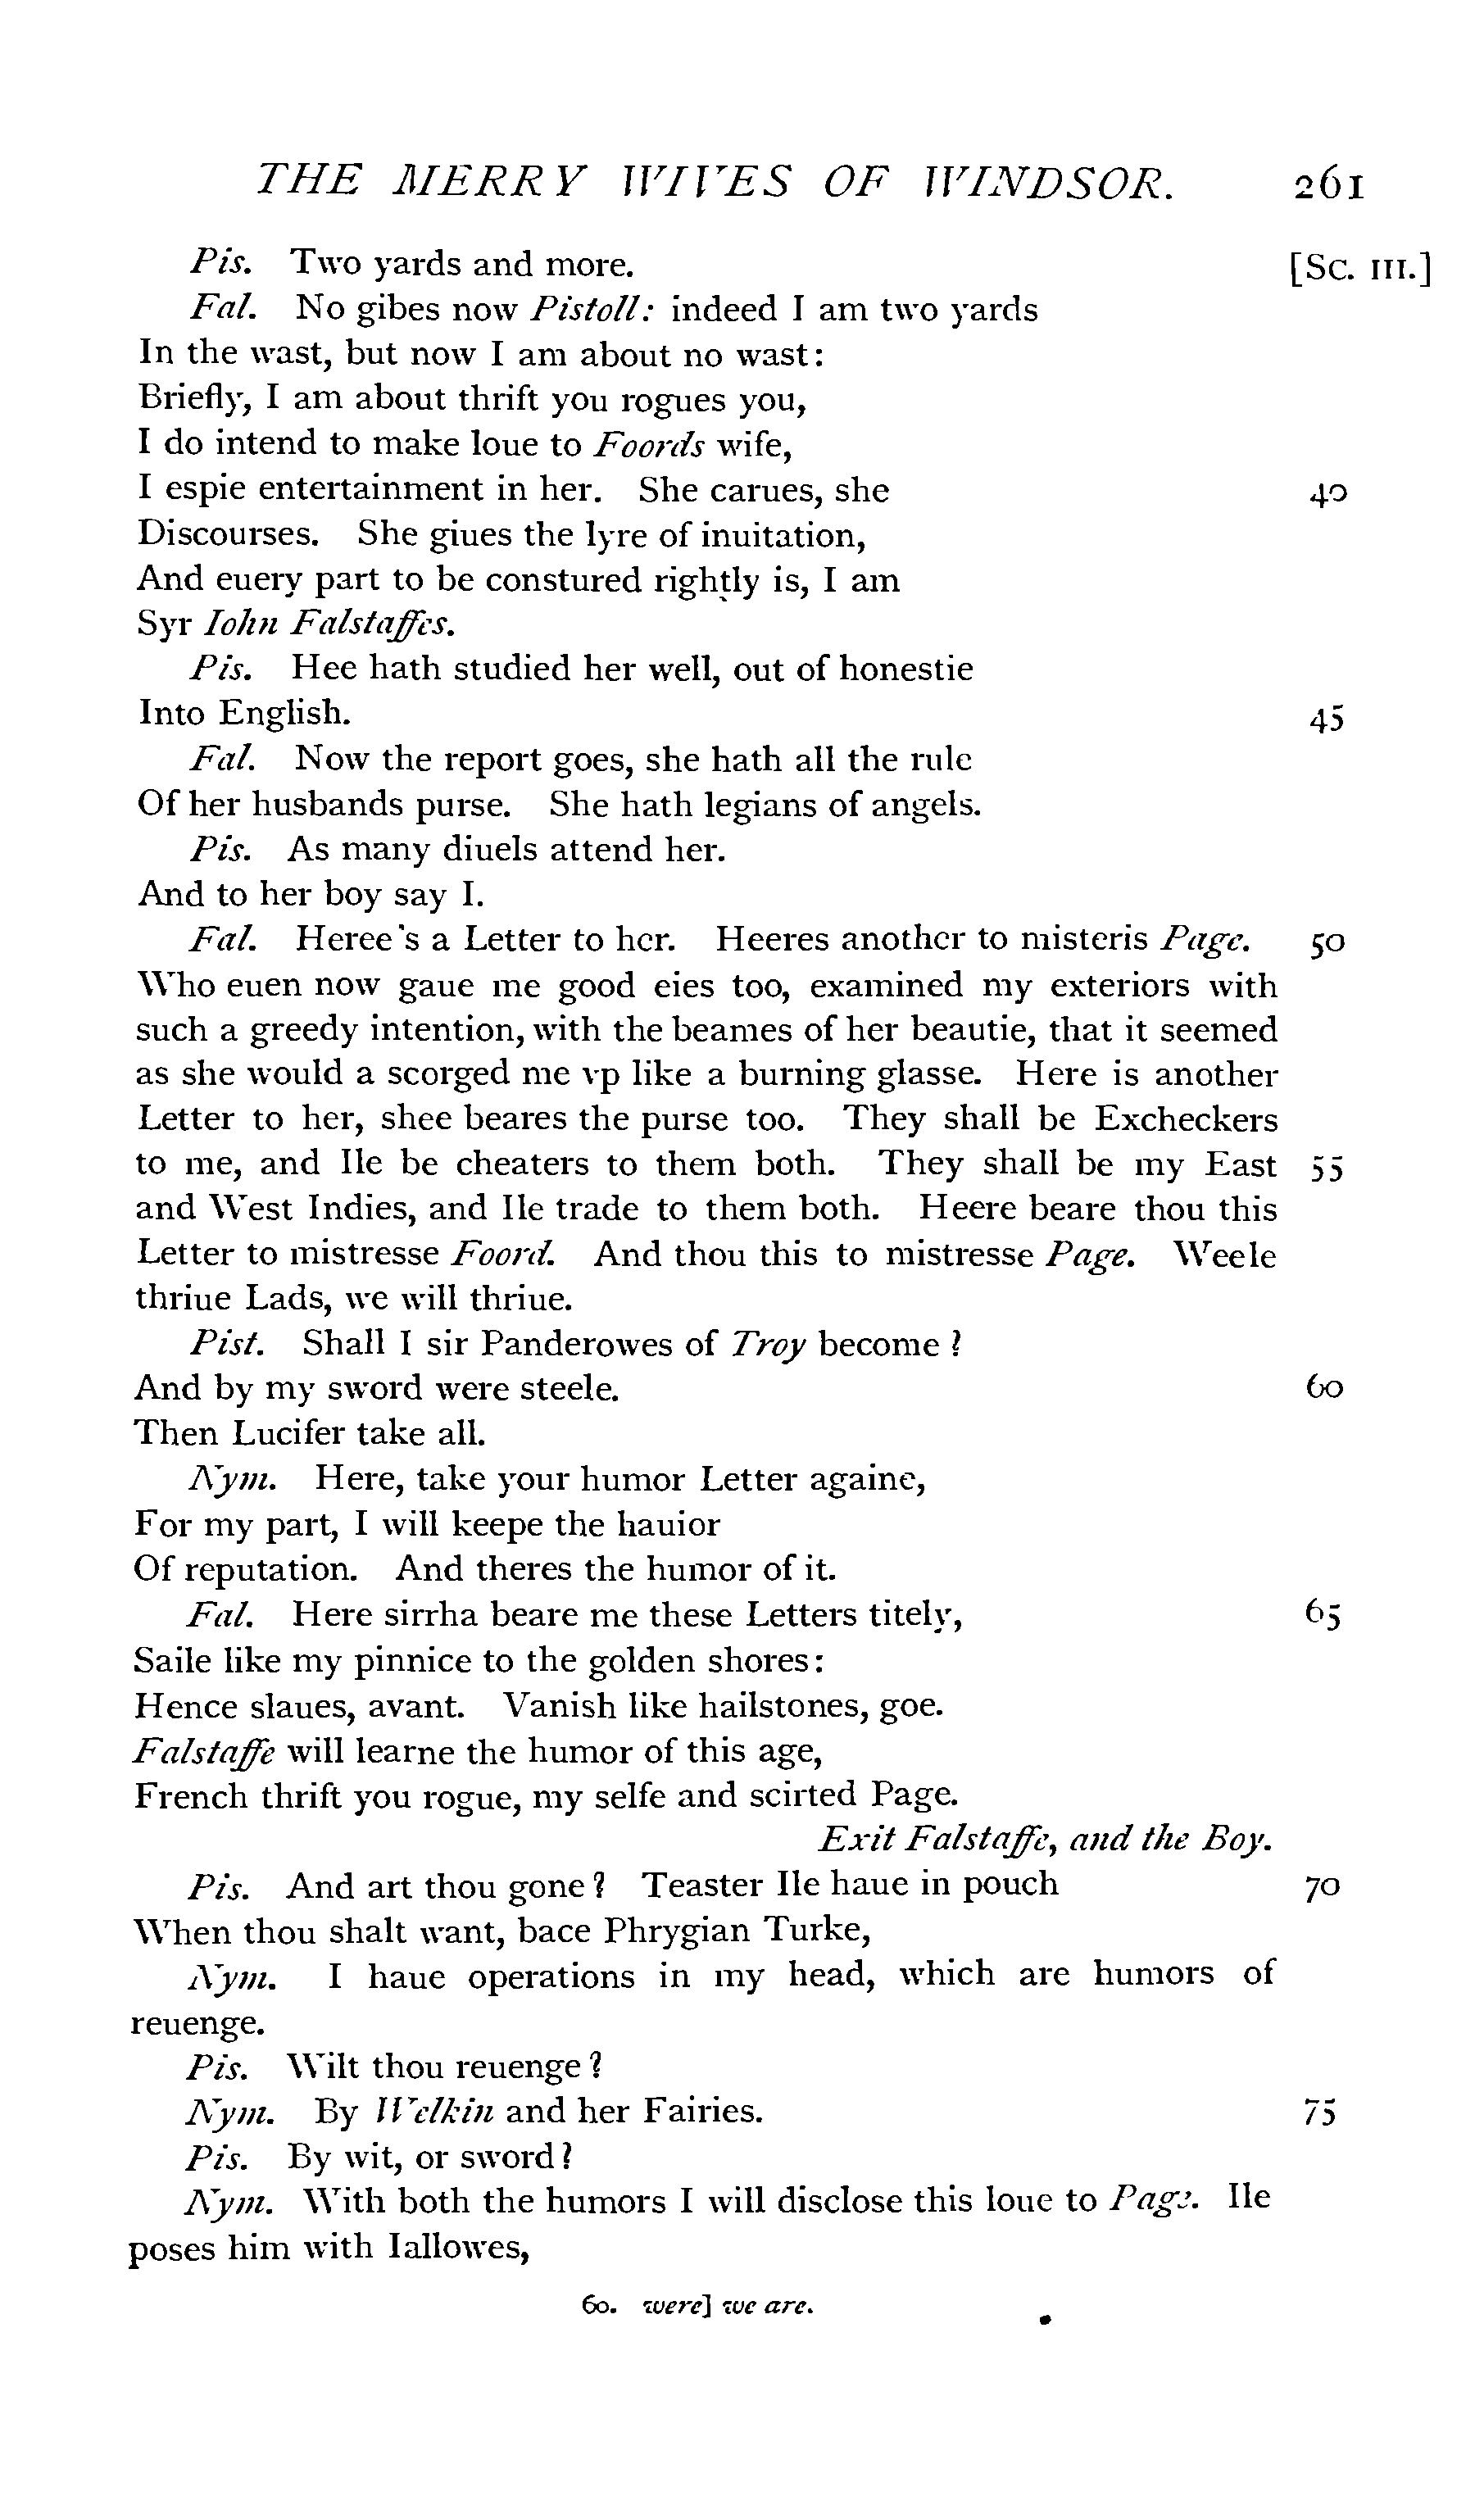 THE MERRY WIVES OF WINDSOR. 261
Pis. Two yards and more. [Sc. III.]
Fal. No gibes now Pistoll: indeed I am two yards
In the wast, but now I am about no wast:
Briefly, I am about thrift you rogues you,
I do intend to make loue to Foords wife,
I espie entertainment in her. She carues, she 40
Discourses. She giues the lyre of inuitation,
And euery part to be constured rightly is, I am
Syr Iohn Falstaffes.
Pis. Hee hath studied her well, out of honestie
Into English. 45
Fal. Now the report goes, she hath all the rule
Of her husbands purse. She hath legians of angels.
Pis. As many diuels attend her.
And to her boy say I.
Fal. Heree's a Letter to her. Heeres another to misteris Page. 50
Who euen now gaue me good eies too, examined my exteriors with
such a greedy intention, with the beames of her beautie, that it seemed
as she would a scorged me vp like a burning glasse. Here is another
Letter to her, shee beares the purse too. They shall be Excheckers
to me, and Ile be cheaters to them both. They shall be my East 55
and West Indies, and Ile trade to them both. Heere beare thou this
Letter to mistresse Foord. And thou this to mistresse Page. Weele
thriue Lads, we will thriue.
Pist. Shall I sir Panderowes of Troy become?
And by my sword were steele. 60
Then Lucifer take all.
Nym. Here, take your humor Letter againe,
For my part, I will keepe the hauior
Of reputation. And theres the humor of it.
Fal. Here sirrha beare me these Letters titely, 65
Saile like my pinnice to the golden shores:
Hence slaues, avant. Vanish like hailstones, goe.
Falstaffe will learne the humor of this age,
French thrift you rogue, my selfe and scirted Page.
Exit Falstaffe, and the Boy.
Pis. And art thou gone? Teaster Ile haue in pouch 70
When thou shalt want, bace Phrygian Turke,
Nym. I haue operations in my head, which are humors of
reuenge.
Pis. Wilt thou reuenge?
Nym. By Welkin and her Fairies. 75
Pis. By wit, or sword?
Nym. With both the humors I will disclose this loue to Page. Ile
poses him with Iallowes,
60. were] we are.